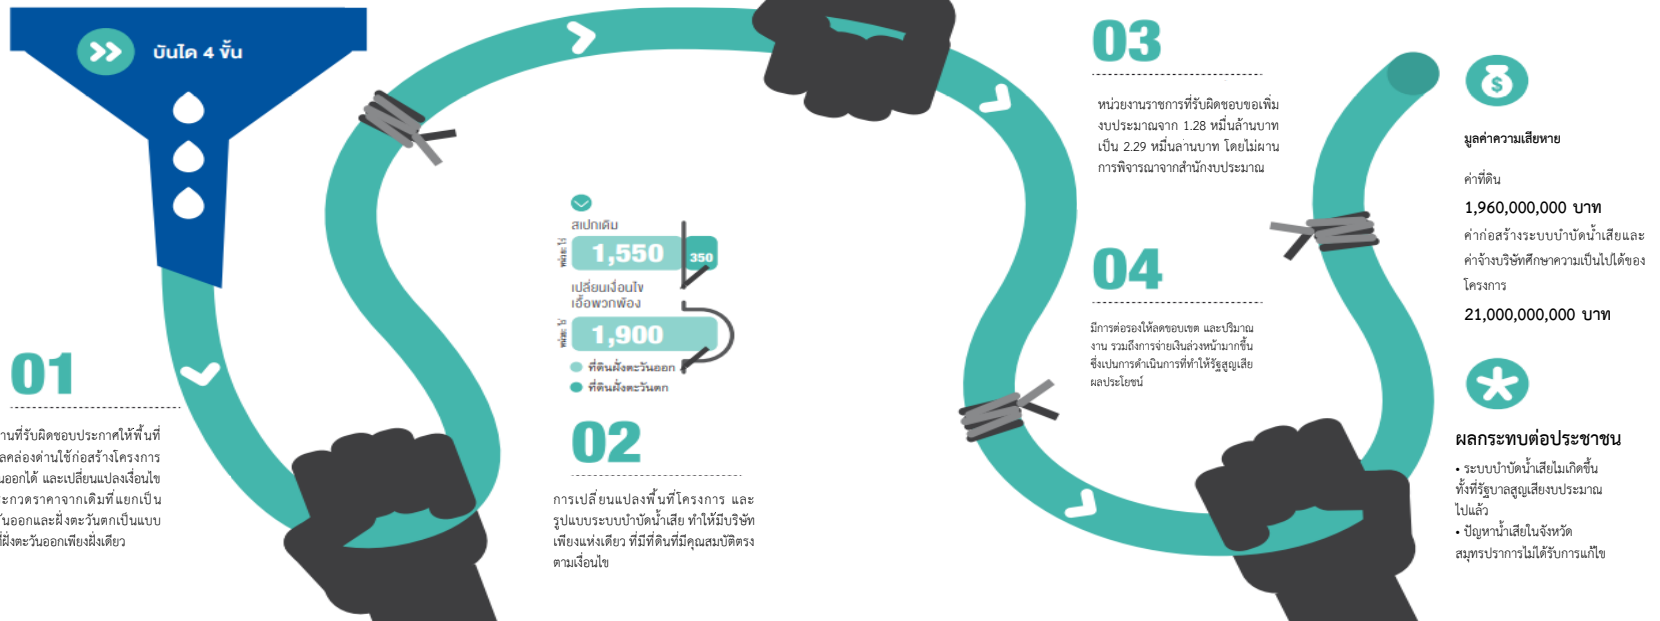 บันได 4 ขั้น
01
านที่รับผิดชอบประกาศให้พื้นที่
ลคล่องด่านใช้ก่อสร้างโครงการ
นออกได้ และเปลี่ยนแปลงเงื่อนไข
ะกวดราคาจากเดิมที่แยกเป็น
ันออกและฝั่งตะวันตกเป็นแบบ
ี่ฝั่งตะวันออกเพียงฝั่งเดียว
สเปกเดิม
หน่วย: ไร่
1,550
350
เปลี่ยนเงื่อนไข
เอื้อพวกพ้อง
หน่วย: ไร่
1,900
ที่ดินฝั่งตะวันออก
ที่ดินฝั่งตะวันตก
02
การเปลี่ยนแปลงพื้นที่โครงการ และ
รูปแบบระบบบำบัดน้ำเสีย ทำให้มีบริษัท
เพียงแห่งเดียว ที่มีที่ดินที่มีคุณสมบัติตรง
ตามเงื่อนไข
03
หน่วยงานราชการที่รับผิดชอบขอเพิ่ม
งบประมาณจาก 1.28 หมื่นล้านบาท
เป็น 2.29 หมื่นลานบาท โดยไม่ผาน
การพิจารณาจากสำนักงบประมาณ
04
มีการต่อรองให้ลดขอบเขต และปริมาณ
งาน รวมถึงการจ่ายเงินล่วงหน้ามากขึ้น
ซึ่งเปนการดำเนินการที่ทำให้รัฐสูญเสีย
ผลประโยชน์
$
มูลค่าความเสียหาย
ค่าที่ดิน
1,960,000,000 บาท
ค่าก่อสร้างระบบบำบัดน้ำเสียและ
ค่าจ้างบริษัทศึกษาความเป็นไปได้ของ
โครงการ
21,000,000,000 บาท
ผลกระทบต่อประชาชน
• ระบบบำบัดน้ำเสียไมเกิดขึ้น
ทั้งที่รัฐบาลสูญเสียงบประมาณ
ไปแล้ว
• ปัญหาน้ำเสียในจังหวัด
สมุทรปราการไม่ได้รับการแก้ไข